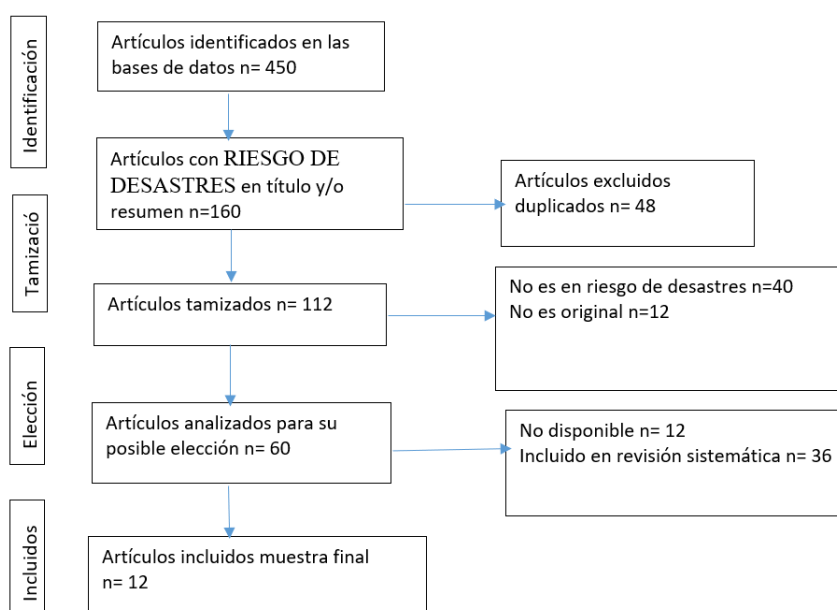 Identificación
Artículos identificados en las
bases de datos n= 450
Artículos con RIESGO DE
DESASTRES en título y/o
resumen n=160
Artículos excluidos
duplicados n= 48
Tamizació
Artículos tamizados n= 112
No es en riesgo de desastres n=40
No es original n=12
Elección
Artículos analizados para su
posible elección n= 60
No disponible n= 12
Incluido en revisión sistemática n= 36
Incluidos
Artículos incluidos muestra final
n= 12